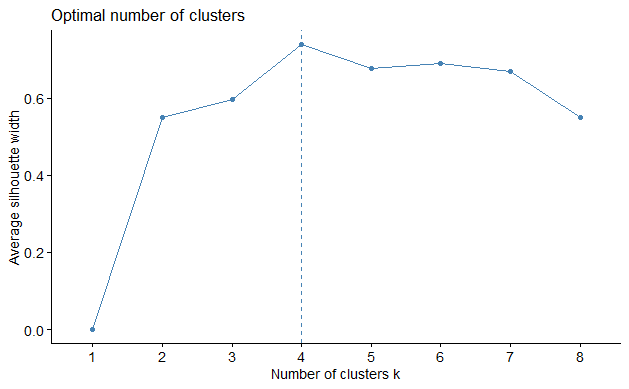 Optimal number of clusters
Average silhouette width
0.6
0.4
0.2
0.0
1 2 3 4 5 6 7 8
Number of clusters k